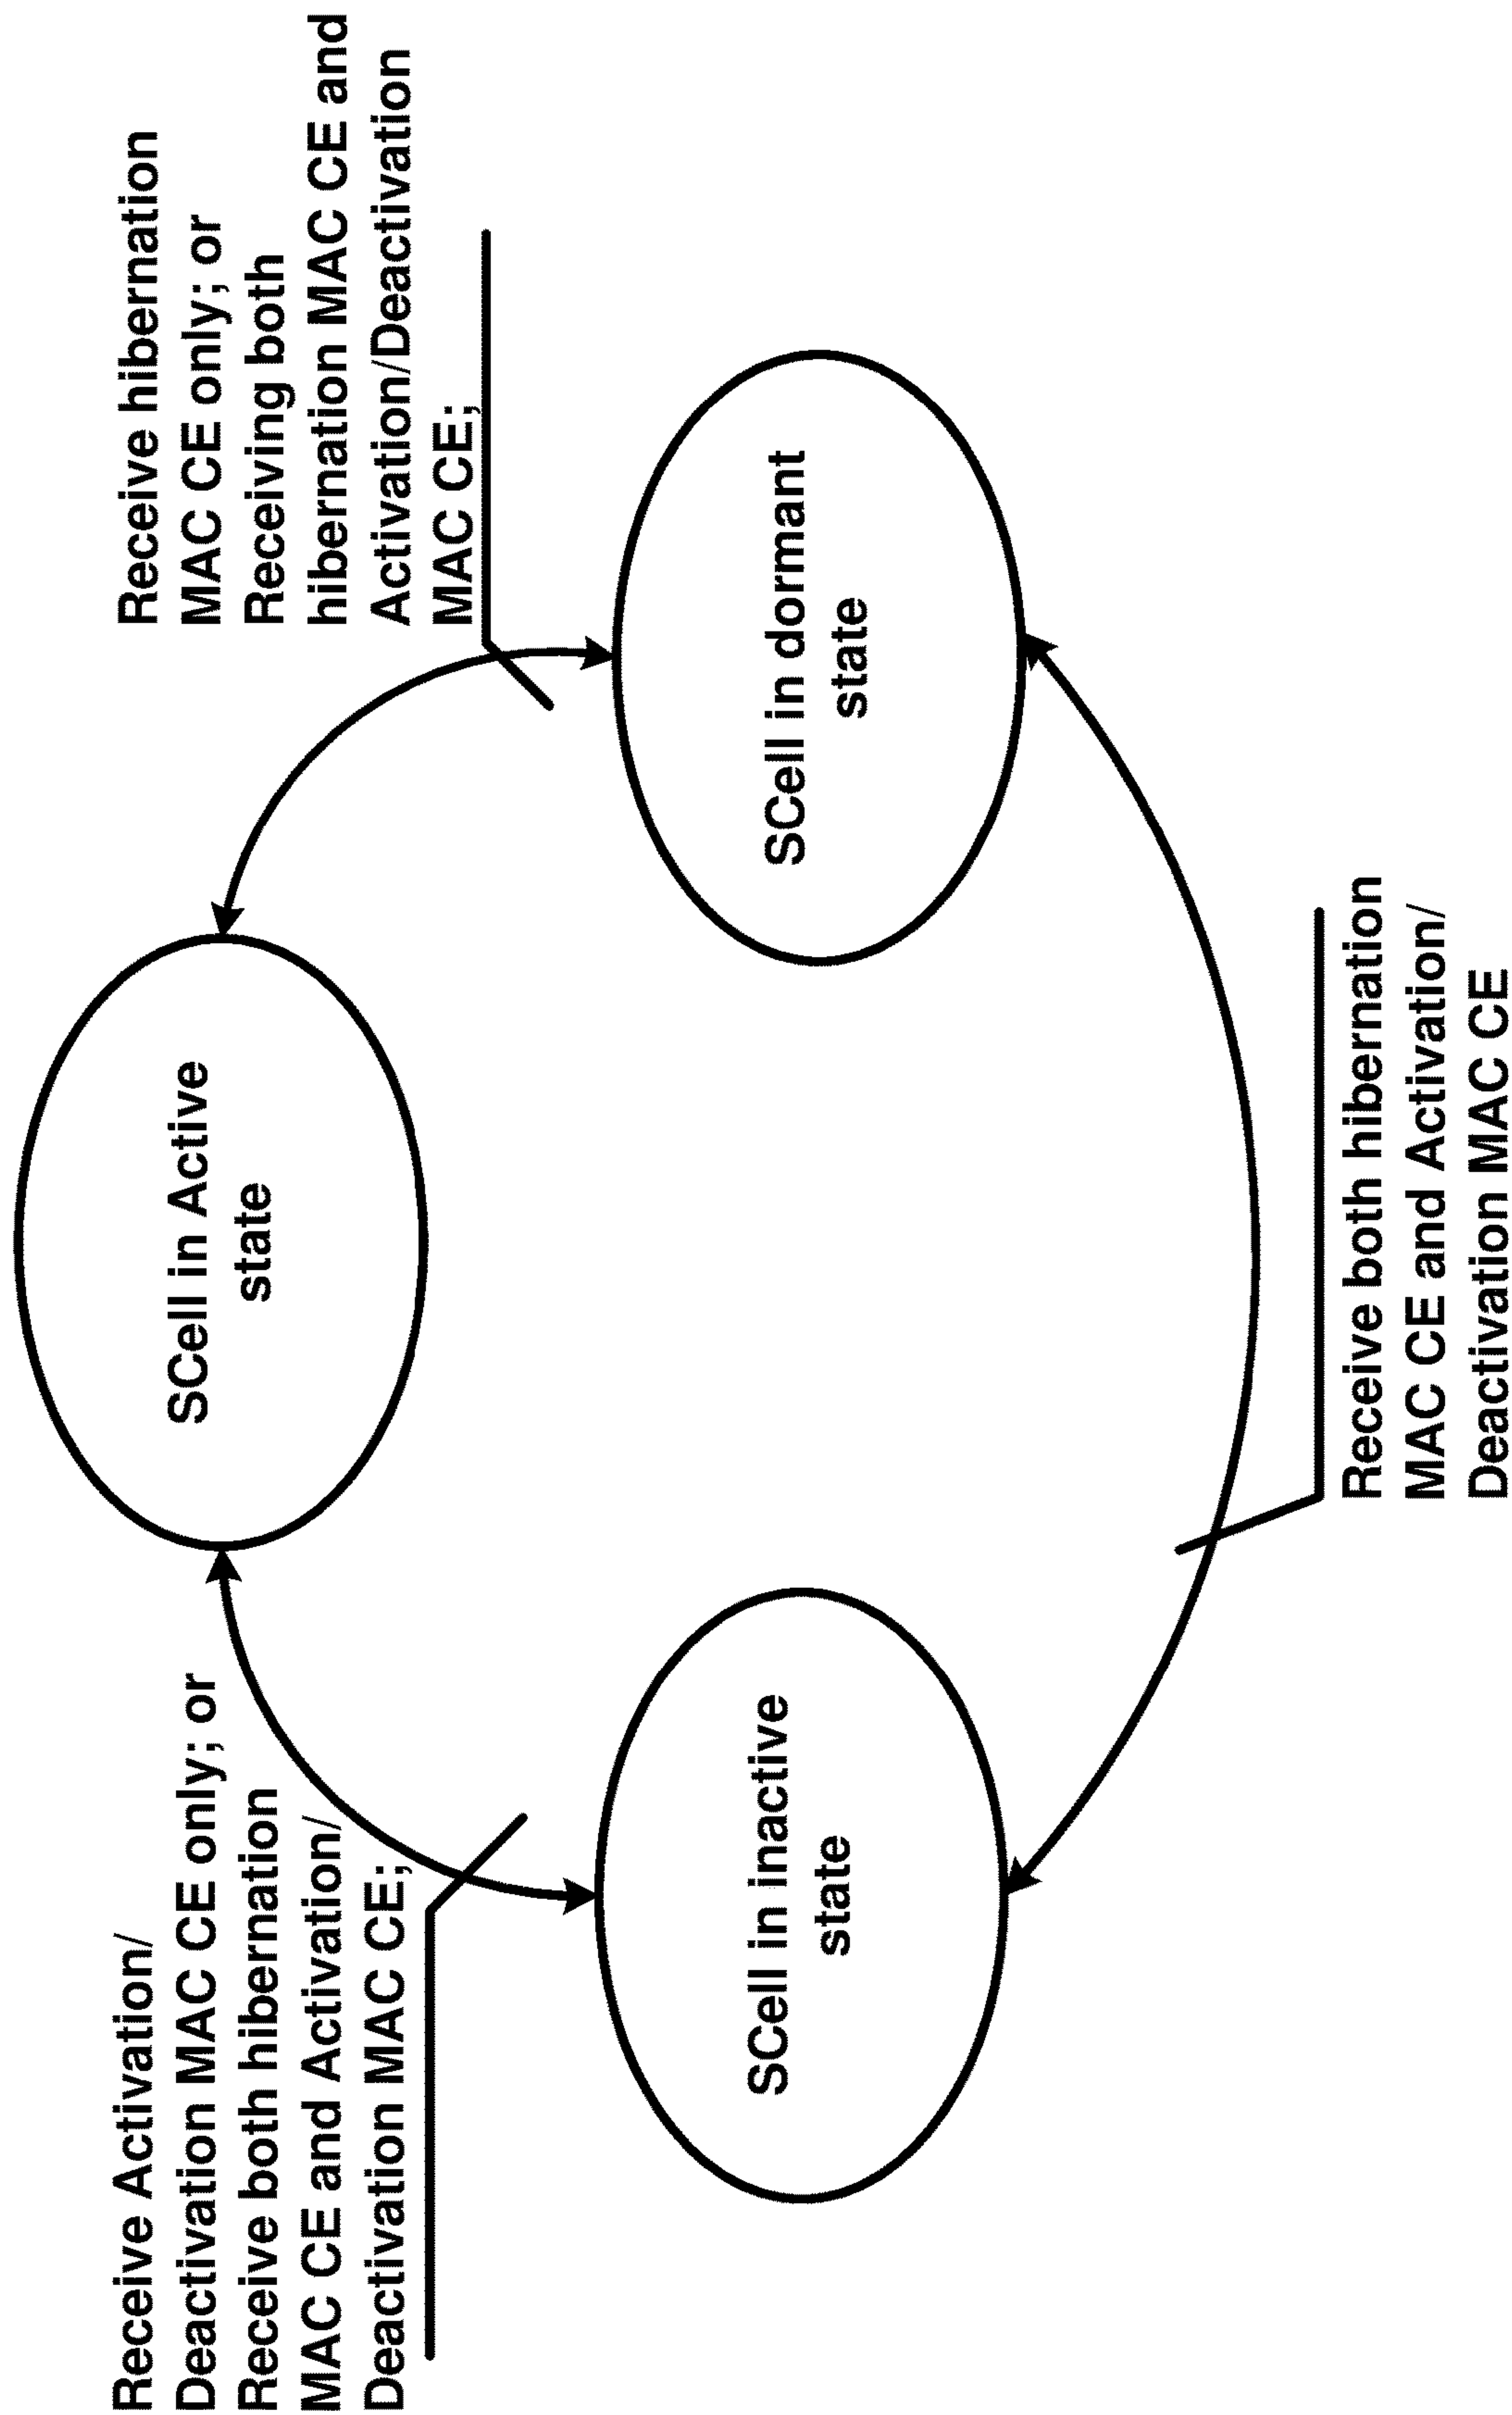 Receive Activation/
Deactivation MAC CE only; or
Receive both hibernation
MAC CE and Activation/
Deactivation MAC CE;
SCell in Active
state
Receive hibernation
MAC CE only; or
Receiving both
hibernation MAC CE and
Activation/Deactivation
MAC CE;
SCell in inactive
state
SCell in dormant
state
Receive both hibernation
MAC CE and Activation/
Deactivation MAC CE